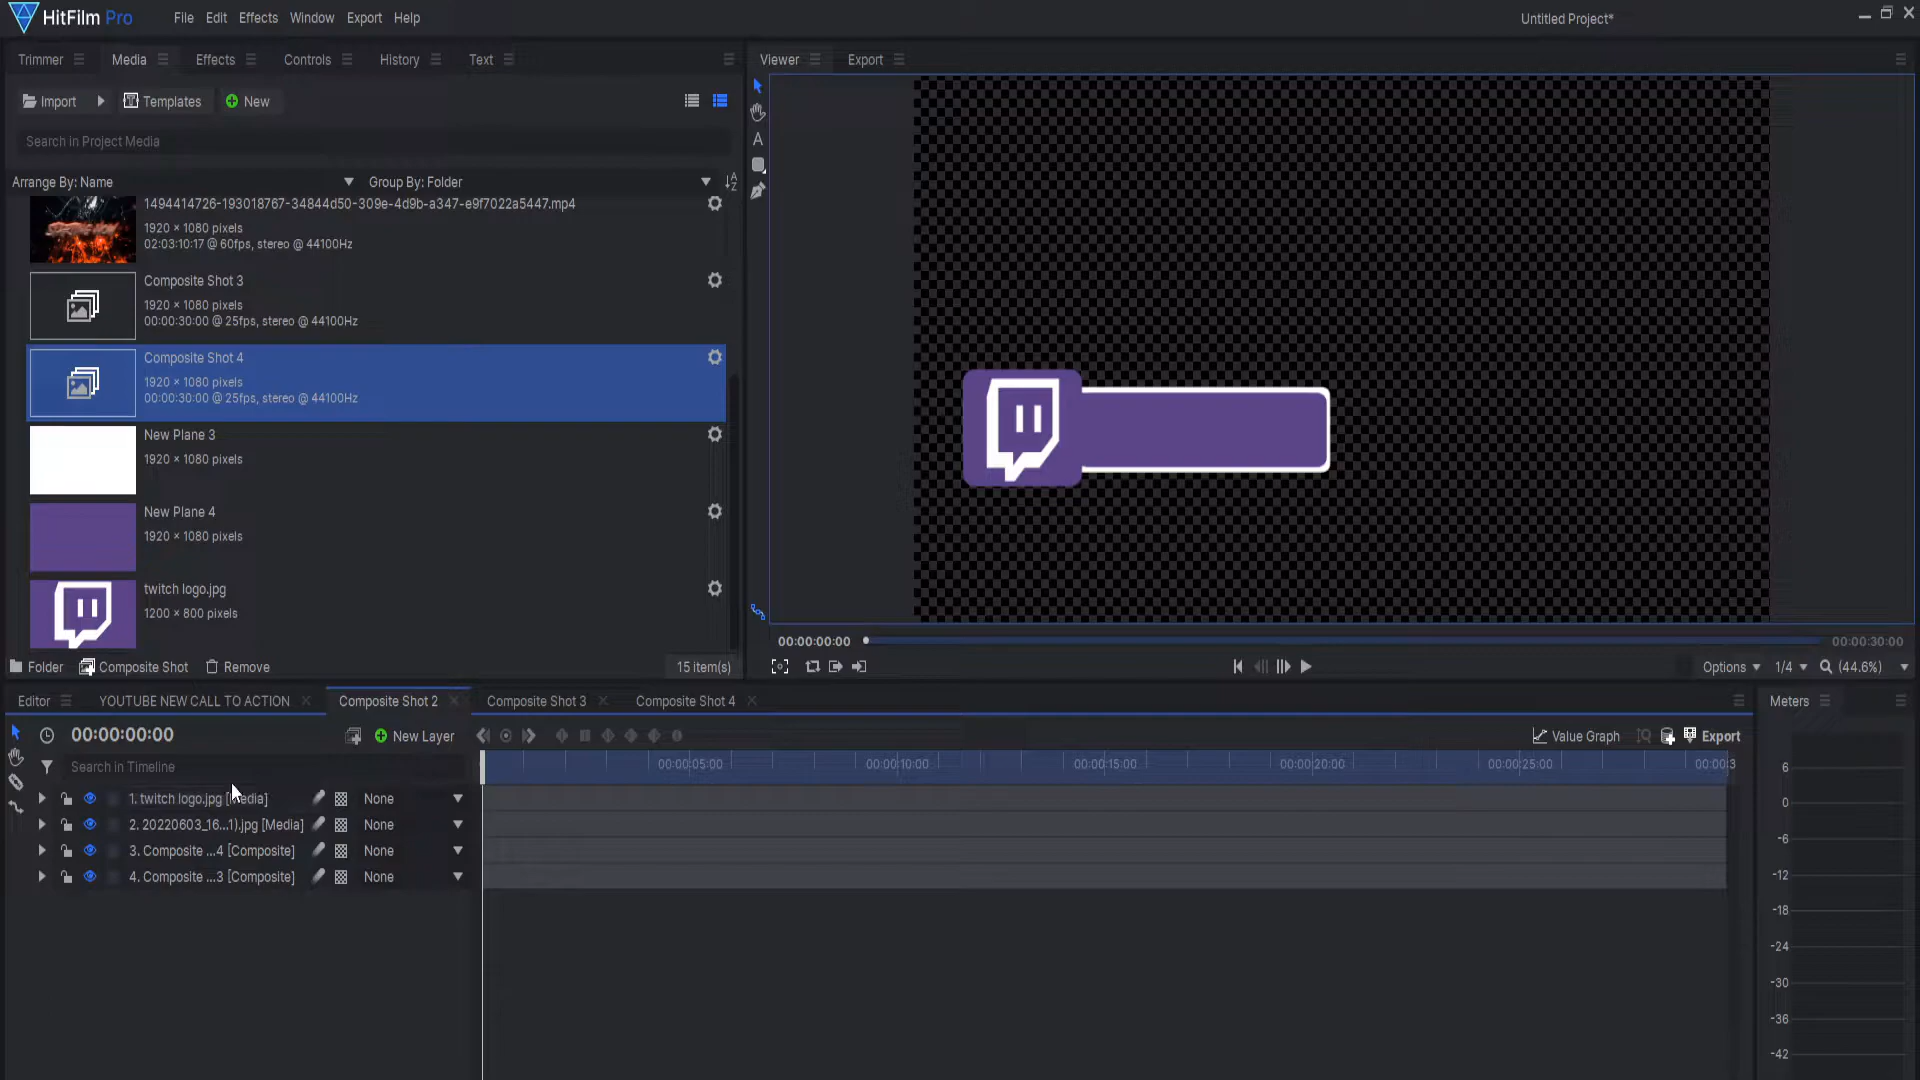 HitFilm Pro
File Edit Effects Window Export Help
Untitled Project*
Trimmer Media Effects Controls History Text
Viewer Export
Import Templates New
Search in Project Media
Arrange By: Name Group By: Folder
1494414726-193018767-34844d50-309e-4d9b-a347-e9f7022a5447.mp4
1920 × 1080 pixels
02:03:10:17 @ 60fps, stereo @ 44100Hz
Composite Shot 3
1920 × 1080 pixels
00:00:30:00 @ 25fps, stereo @ 44100Hz
Composite Shot 4
1920 × 1080 pixels
00:00:30:00 @ 25fps, stereo @ 44100Hz
New Plane 3
1920 × 1080 pixels
New Plane 4
1920 × 1080 pixels
twitch logo.jpg
1200 × 800 pixels
Folder Composite Shot Remove 15 item(s)
00:00:00:00 00:00:30:00
Options 1/4 (44.6%)
Editor YOUTUBE NEW CALL TO ACTION Composite Shot 2 Composite Shot 3 Composite Shot 4
Meters
00:00:00:00 New Layer Value Graph Export
Search in Timeline
00:00:05:00 00:00:10:00 00:00:15:00 00:00:20:00 00:00:25:00 00:00:3
1. twitch logo.jpg [Media] None
2. 20220603_16...1).jpg [Media] None
3. Composite ...4 [Composite] None
4. Composite ...3 [Composite] None
6
0
-6
-12
-18
-24
-30
-36
-42